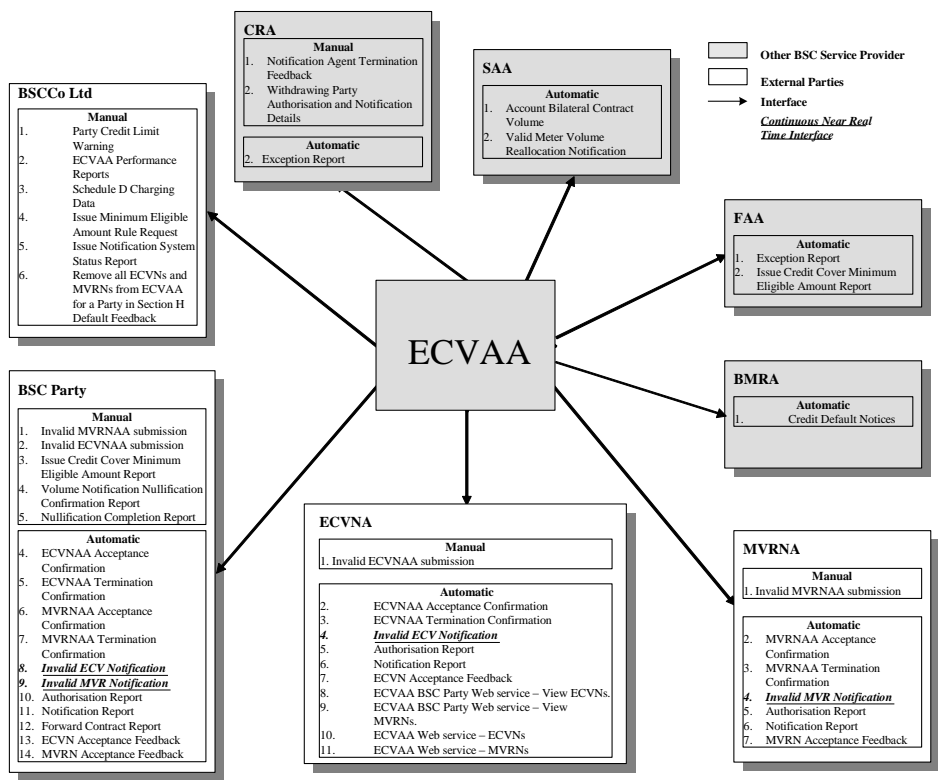 CRA
Manual
1. Notification Agent Termination
Feedback
2. Withdrawing Party
Authorisation and Notification
Details
Automatic
2. Exception Report
SAA
Automatic
1. Account Bilateral Contract
Volume
2. Valid Meter Volume
Reallocation Notification
Other BSC Service Provider
External Parties
Interface
Continuous Near Real
Time Interface
BSCCo Ltd
Manual
1. Party Credit Limit
Warning
2. ECVAA Performance
Reports
3. Schedule D Charging
Data
4. Issue Minimum Eligible
Amount Rule Request
5. Issue Notification System
Status Report
6. Remove all ECVNs and
MVRNs from ECVAA
for a Party in Section H
Default Feedback
FAA
Automatic
1. Exception Report
2. Issue Credit Cover Minimum
Eligible Amount Report
ECVAA
BMRA
Automatic
1. Credit Default Notices
BSC Party
Manual
1. Invalid MVRNAA submission
2. Invalid ECVNAA submission
3. Issue Credit Cover Minimum
Eligible Amount Report
4. Volume Notification Nullification
Confirmation Report
5. Nullification Completion Report
Automatic
4. ECVNAA Acceptance
Confirmation
5. ECVNAA Termination
Confirmation
6. MVRNAA Acceptance
Confirmation
7. MVRNAA Termination
Confirmation
8. Invalid ECV Notification
9. Invalid MVR Notification
10. Authorisation Report
11. Notification Report
12. Forward Contract Report
13. ECVN Acceptance Feedback
14. MVRN Acceptance Feedback
ECVNA
Manual
1. Invalid ECVNAA submission
Automatic
2. ECVNAA Acceptance Confirmation
3. ECVNAA Termination Confirmation
4. Invalid ECV Notification
5. Authorisation Report
6. Notification Report
7. ECVN Acceptance Feedback
8. ECVAA BSC Party Web service – View ECVNs.
9. ECVAA BSC Party Web service – View
MVRNs.
10. ECVAA Web service – ECVNs
11. ECVAA Web service – MVRNs
MVRNA
Manual
1. Invalid MVRNAA submission
Automatic
2. MVRNAA Acceptance
Confirmation
3. MVRNAA Termination
Confirmation
4. Invalid MVR Notification
5. Authorisation Report
6. Notification Report
7. MVRN Acceptance Feedback